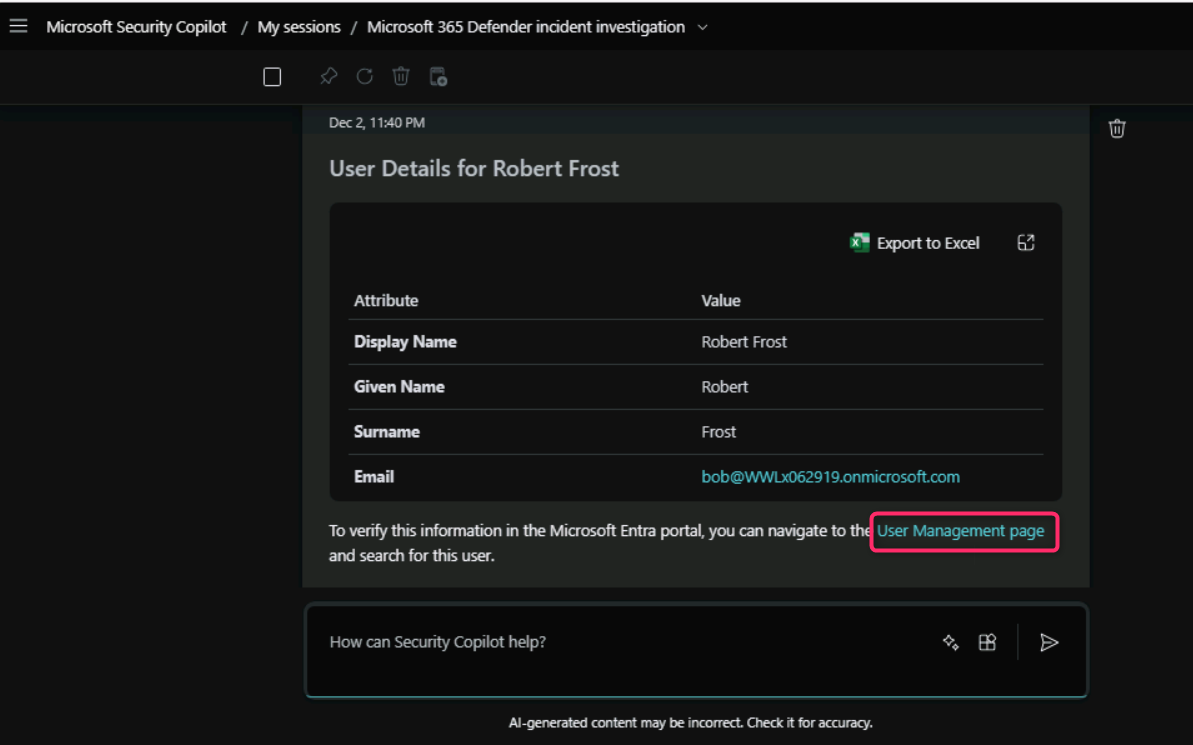 Microsoft Security Copilot / My sessions / Microsoft 365 Defender incident investigation
Dec 2, 11:40 PM
User Details for Robert Frost
Export to Excel
Attribute Value
Display Name Robert Frost
Given Name Robert
Surname Frost
Email bob@WWLx062919.onmicrosoft.com
To verify this information in the Microsoft Entra portal, you can navigate to the User Management page
and search for this user.
How can Security Copilot help?
AI-generated content may be incorrect. Check it for accuracy.